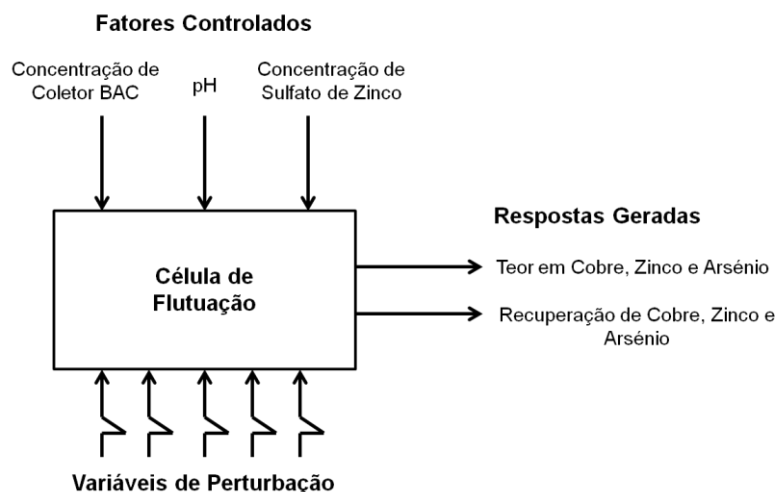 Fatores Controlados
Concentração de
Coletor BAC
pH
Concentração de
Sulfato de Zinco
Célula de
Flutuação
Respostas Geradas
Teor em Cobre, Zinco e Arsénio
Recuperação de Cobre, Zinco e
Arsénio
Variáveis de Perturbação